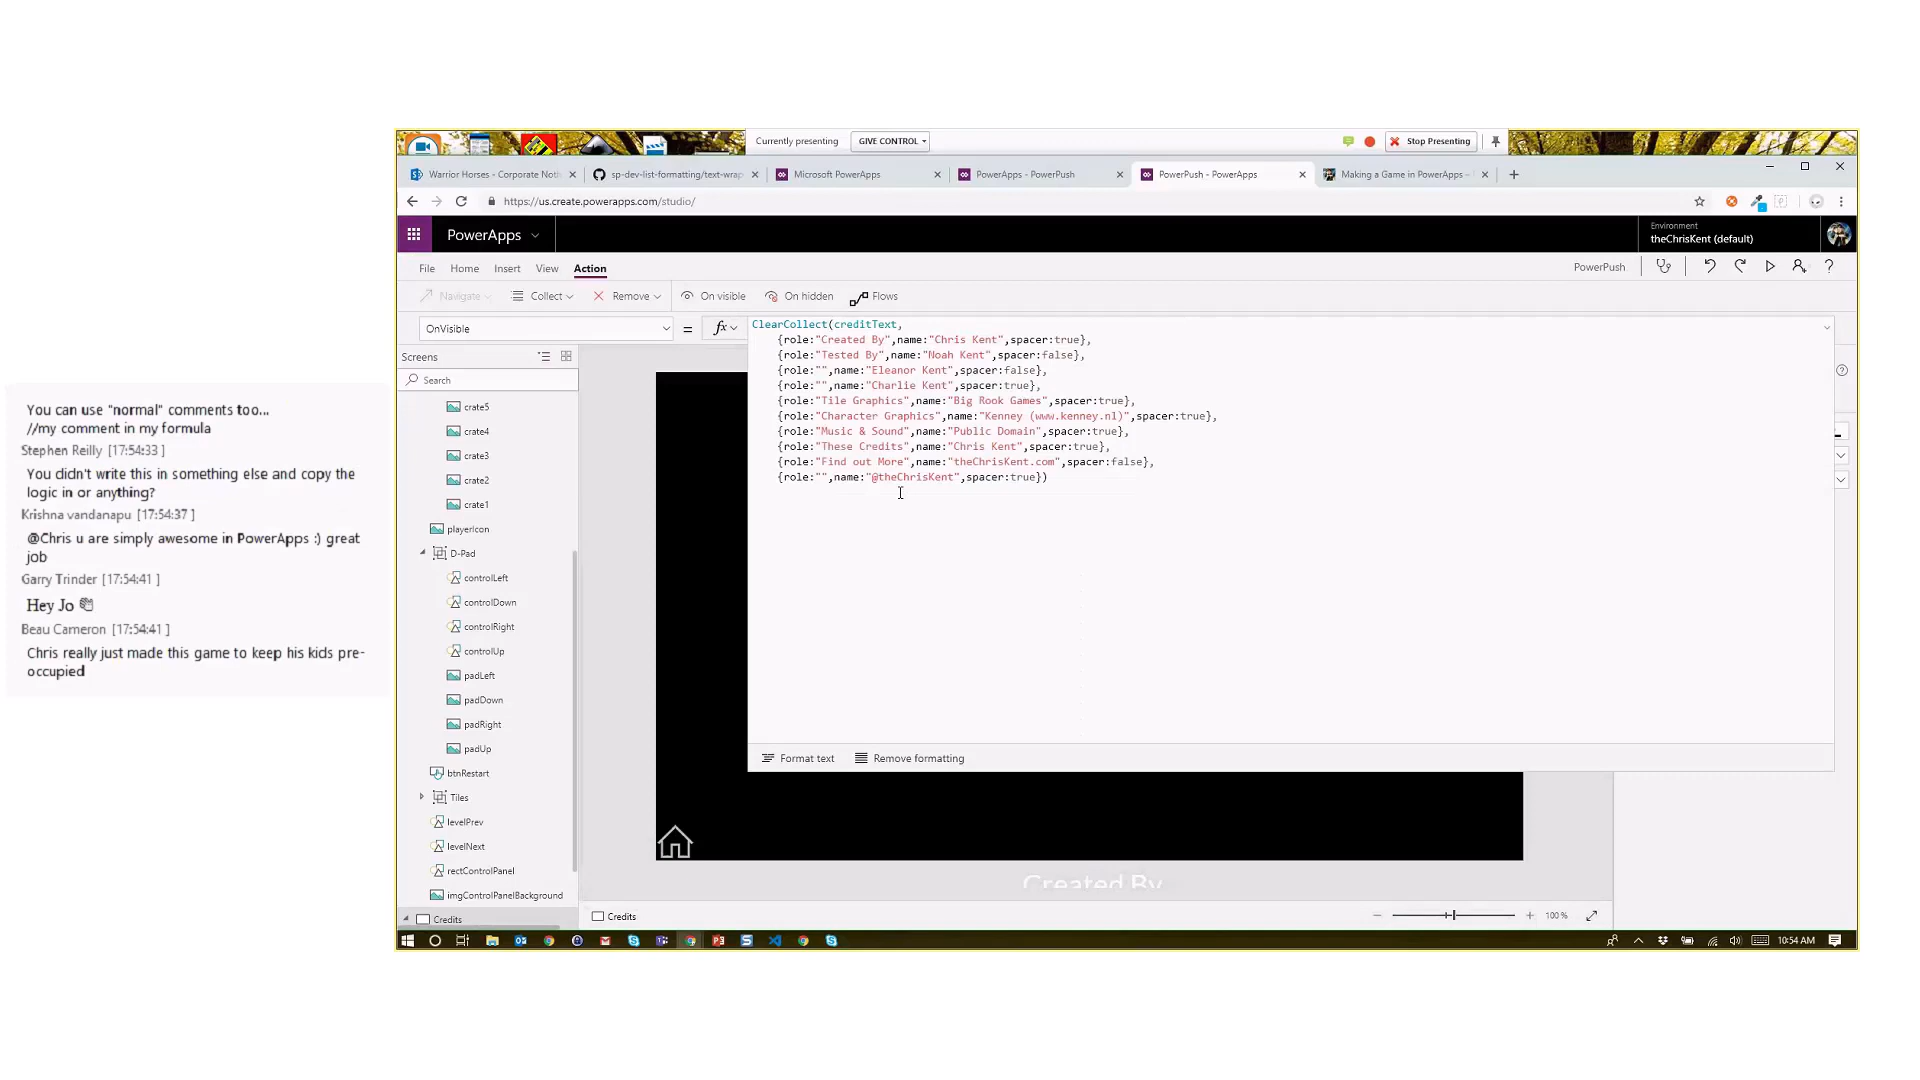 You can use "normal" comments too...
//my comment in my formula
Stephen Reilly [17:54:33 ]
You didn't write this in something else and copy the
logic in or anything?
Krishna vandanapu [17:54:37 ]
@Chris u are simply awesome in PowerApps :) great
job
Garry Trinder [17:54:41 ]
Hey Jo
Beau Cameron [17:54:41 ]
Chris really just made this game to keep his kids pre-
occupied
Currently presenting
GIVE CONTROL
Stop Presenting
Warrior Horses - Corporate Noti
sp-dev-list-formatting/text-wrap
Microsoft PowerApps
PowerApps - PowerPush
PowerPush - PowerApps
Making a Game in PowerApps –
https://us.create.powerapps.com/studio/
PowerApps
Environment
theChrisKent (default)
File
Home
Insert
View
Action
PowerPush
Navigate
Collect
Remove
On visible
On hidden
Flows
OnVisible
=
fx
ClearCollect(creditText,
{role:"Created By",name:"Chris Kent",spacer:true},
{role:"Tested By",name:"Noah Kent",spacer:false},
{role:"",name:"Eleanor Kent",spacer:false},
{role:"",name:"Charlie Kent",spacer:true},
{role:"Tile Graphics",name:"Big Rook Games",spacer:true},
{role:"Character Graphics",name:"Kenney (www.kenney.nl)",spacer:true},
{role:"Music & Sound",name:"Public Domain",spacer:true},
{role:"These Credits",name:"Chris Kent",spacer:true},
{role:"Find out More",name:"theChrisKent.com",spacer:false},
{role:"",name:"@theChrisKent",spacer:true})
Format text
Remove formatting
Screens
Search
crate5
crate4
crate3
crate2
crate1
playerIcon
D-Pad
controlLeft
controlDown
controlRight
controlUp
padLeft
padDown
padRight
padUp
btnRestart
Tiles
levelPrev
levelNext
rectControlPanel
imgControlPanelBackground
Credits
Created By
Credits
100 %
10:54 AM